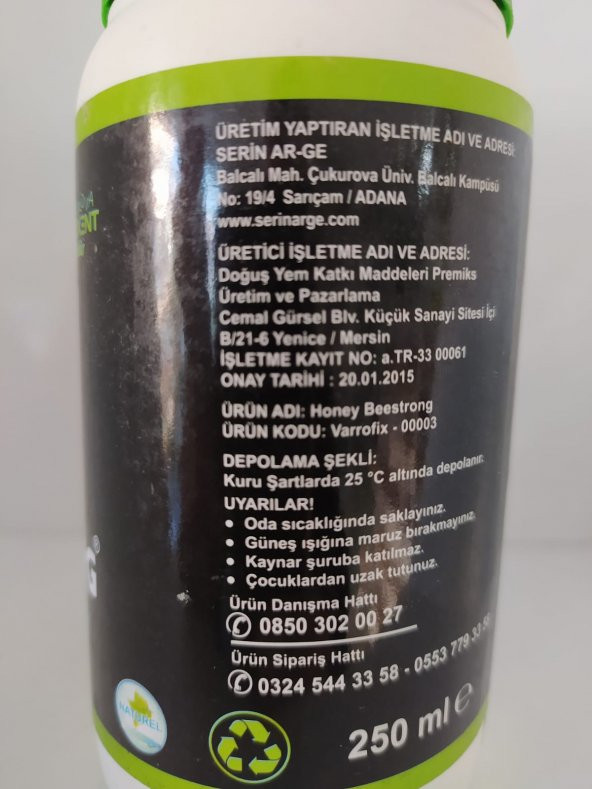 ÜRETİM YAPTIRAN İŞLETME ADI VE ADRESİ:
SERİN AR-GE
Balcalı Mah. Çukurova Üniv. Balcalı Kampüsü
No: 19/4 Sarıçam / ADANA
www.serinarge.com
ÜRETİCİ İŞLETME ADI VE ADRESİ:
Doğuş Yem Katkı Maddeleri Premiks
Üretim ve Pazarlama
Cemal Gürsel Blv. Küçük Sanayi Sitesi İçi
B/21-6 Yenice / Mersin
İŞLETME KAYIT NO: a.TR-33 00061
ONAY TARİHİ : 20.01.2015
ÜRÜN ADI: Honey Beestrong
ÜRÜN KODU: Varrofix - 00003
DEPOLAMA ŞEKLİ:
Kuru Şartlarda 25 °C altında depolanır.
UYARILAR!
• Oda sıcaklığında saklayınız.
• Güneş ışığına maruz bırakmayınız.
• Kaynar şuruba katılmaz.
• Çocuklardan uzak tutunuz.
Ürün Danışma Hattı
0850 302 00 27
Ürün Sipariş Hattı
0324 544 33 58 - 0553 779 33 58
G®
NATUREL
250 ml e